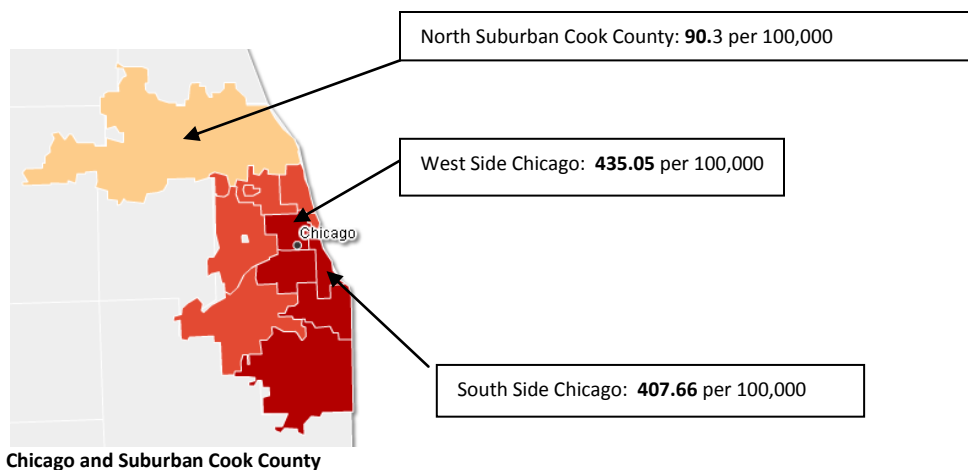 North Suburban Cook County: 90.3 per 100,000
West Side Chicago: 435.05 per 100,000
Chicago
South Side Chicago: 407.66 per 100,000
Chicago and Suburban Cook County